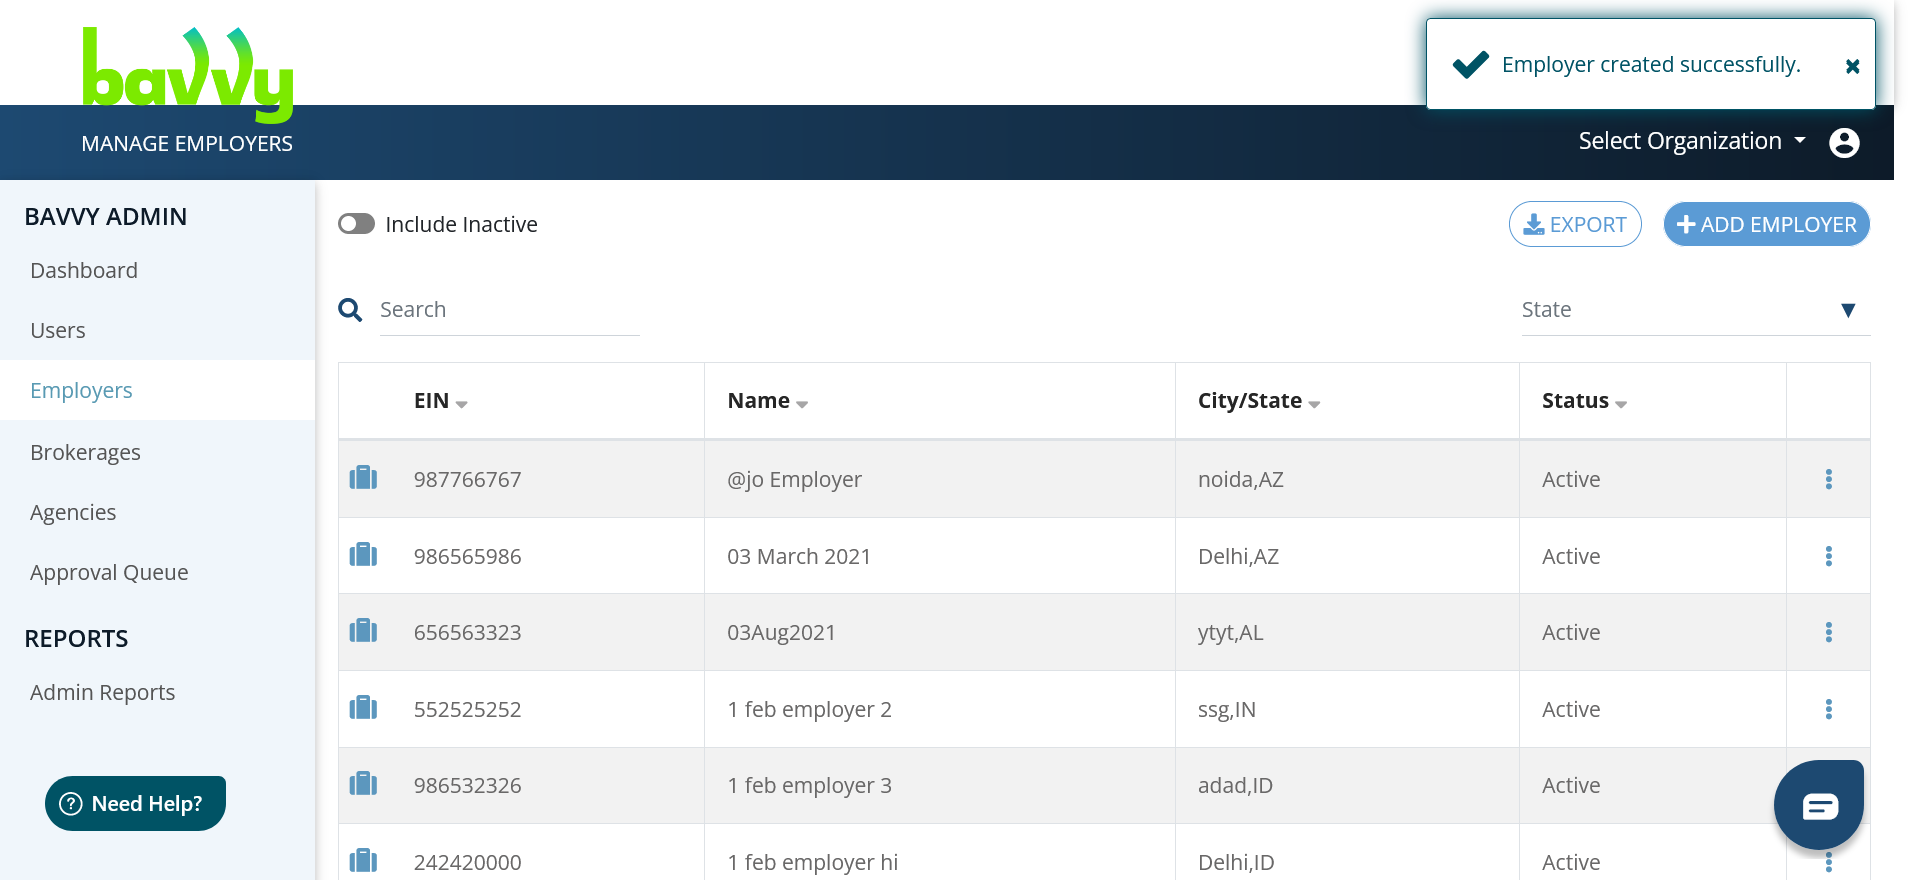 bavvy
Employer created successfully.
MANAGE EMPLOYERS
Select Organization
BAVVY ADMIN
Dashboard
Users
Employers
Brokerages
Agencies
Approval Queue
REPORTS
Admin Reports
Need Help?
Include Inactive
EXPORT
ADD EMPLOYER
Search
State
EIN Name City/State Status
987766767 @jo Employer noida,AZ Active
986565986 03 March 2021 Delhi,AZ Active
656563323 03Aug2021 ytyt,AL Active
552525252 1 feb employer 2 ssg,IN Active
986532326 1 feb employer 3 adad,ID Active
242420000 1 feb employer hi Delhi,ID Active